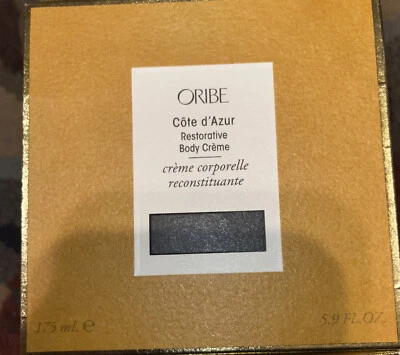 ORIBE
Côte d'Azur
Restorative
Body Crème
crème corporelle
reconstituante
175 mL ℮
5.9 FL.OZ.